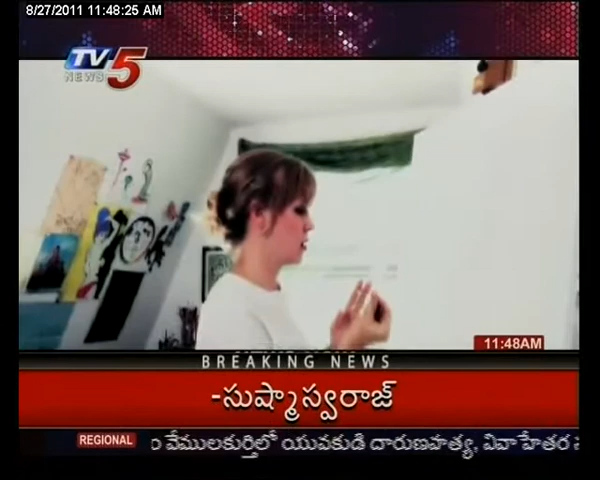 8/27/2011 11:48:25 AM
TV5
NEWS
11:48AM
BREAKING NEWS
-సుష్మాస్వరాజ్
REGIONAL
వేములకుర్తిలో యువకుడి దారుణహత్య, వివాహేతర